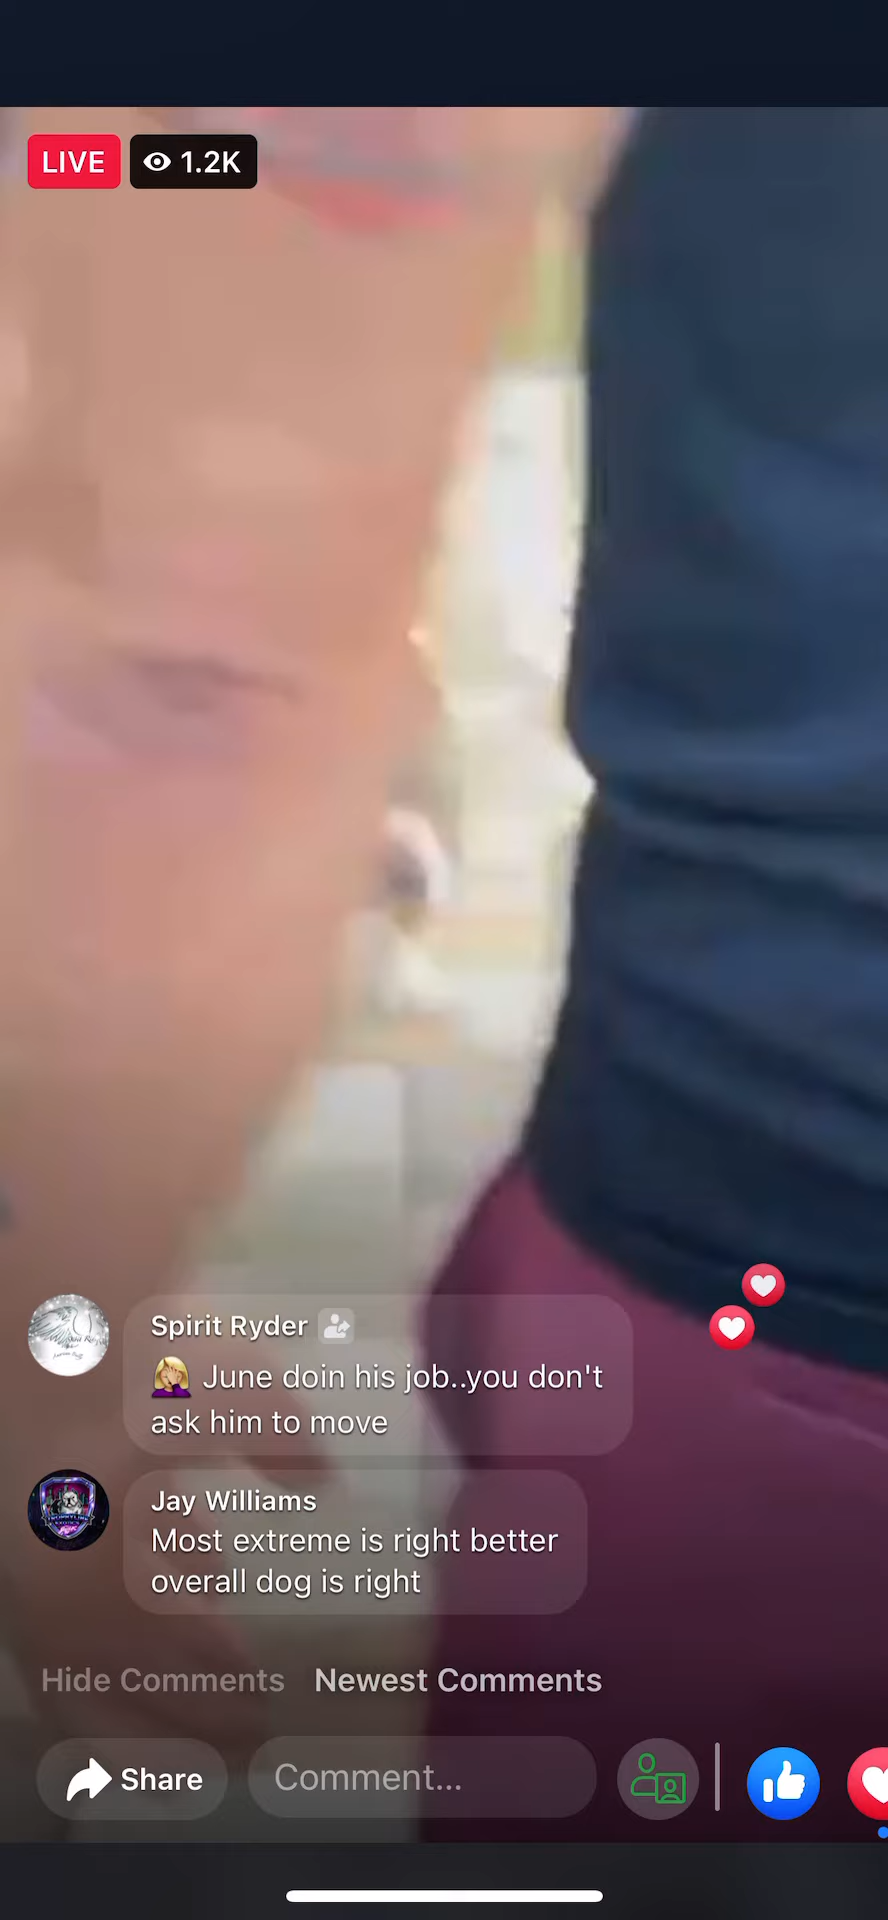 LIVE 1.2K
Spirit Ryder
🤦🏼‍♀️ June doin his job..you don't
ask him to move
Jay Williams
Most extreme is right better
overall dog is right
Hide Comments Newest Comments
Share Comment...